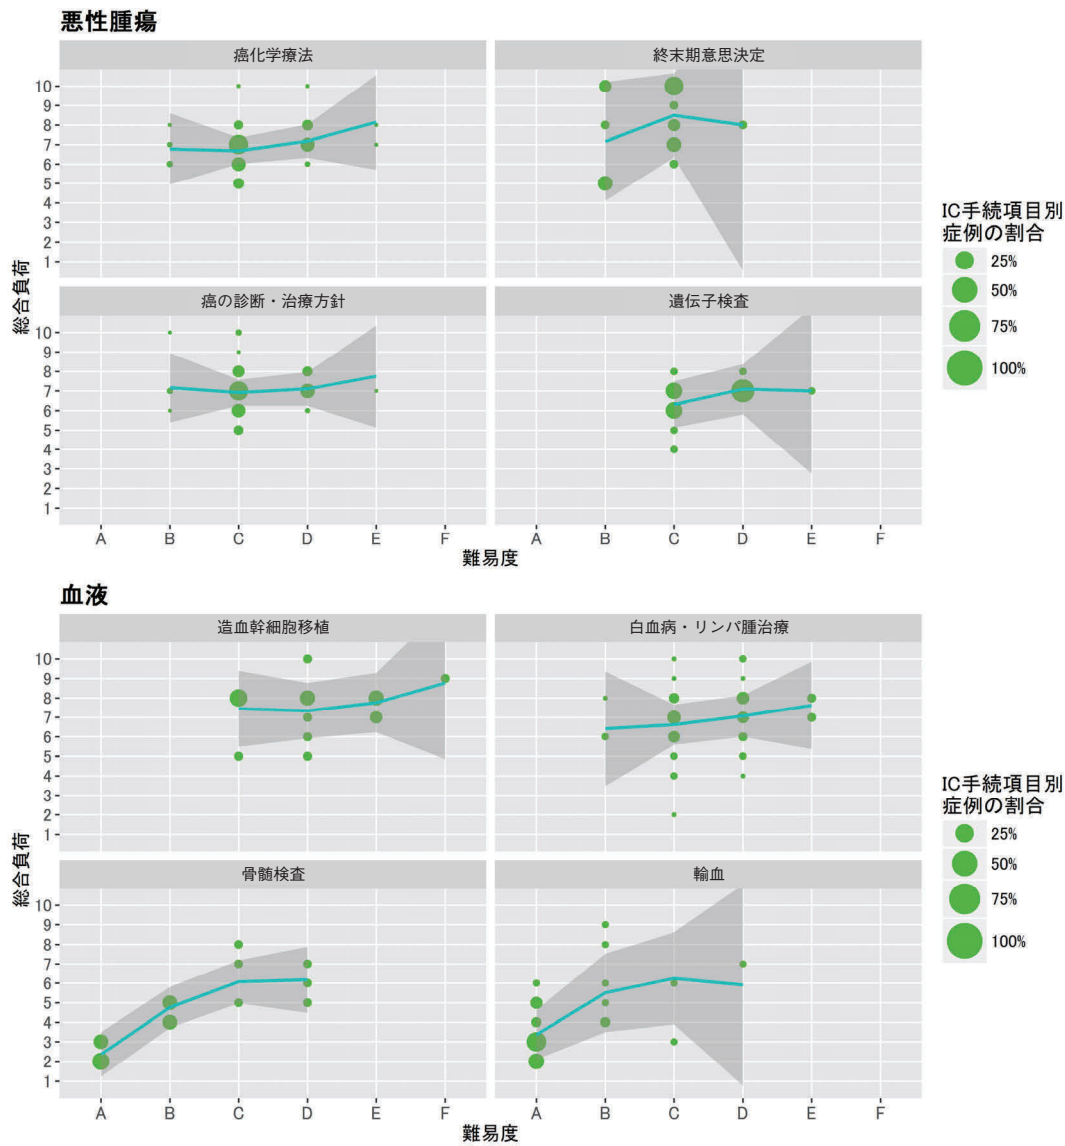 悪性腫瘍
癌化学療法
終末期意思決定
10
9
8
7
6
5
4
3
2
1
総合負荷
癌の診断・治療方針
遺伝子検査
10
9
8
7
6
5
4
3
2
1
A B C D E F
A B C D E F
難易度
IC手続項目別
症例の割合
25%
50%
75%
100%
血液
造血幹細胞移植
白血病・リンパ腫治療
10
9
8
7
6
5
4
3
2
1
総合負荷
骨髄検査
輸血
10
9
8
7
6
5
4
3
2
1
A B C D E F
A B C D E F
難易度
IC手続項目別
症例の割合
25%
50%
75%
100%